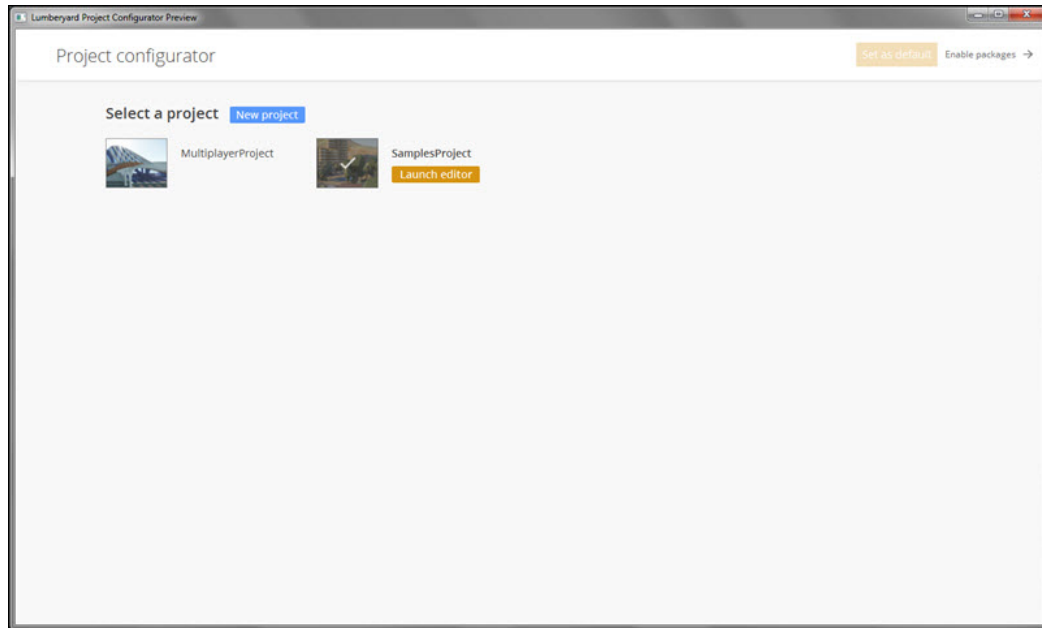 Lumberyard Project Configurator Preview
Project configurator
Set as default
Enable packages →
Select a project
New project
MultiplayerProject
SamplesProject
Launch editor